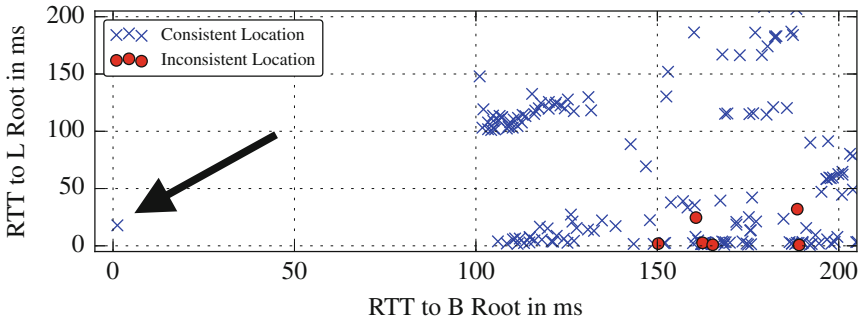 200
150
100
50
0
RTT to L Root in ms
Consistent Location
Inconsistent Location
0 50 100 150 200
RTT to B Root in ms